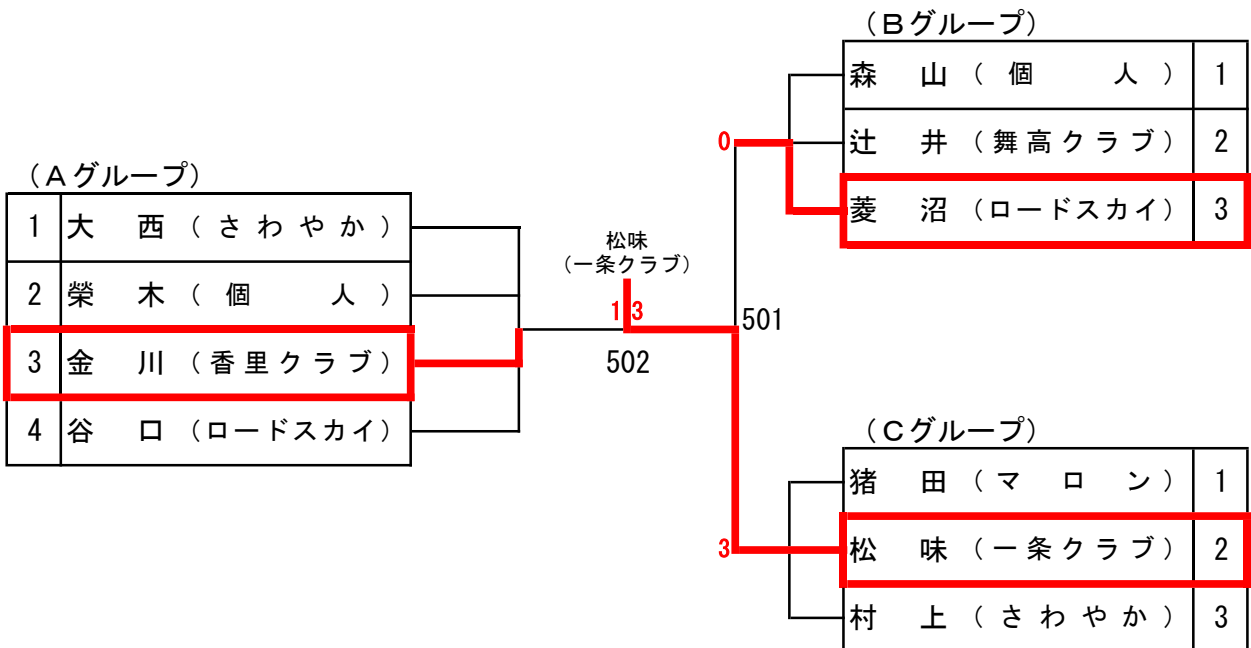 （Aグループ）
1 大　西（さわやか）
2 榮　木（個　　人）
3 金　川（香里クラブ）
4 谷　口（ロードスカイ）
松味
（一条クラブ）
1 3
502
501
（Bグループ）
森　山（個　　人） 1
辻　井（舞高クラブ） 2
菱　沼（ロードスカイ） 3
0
（Cグループ）
猪　田（マ　ロ　ン） 1
松　味（一条クラブ） 2
村　上（さわやか） 3
3